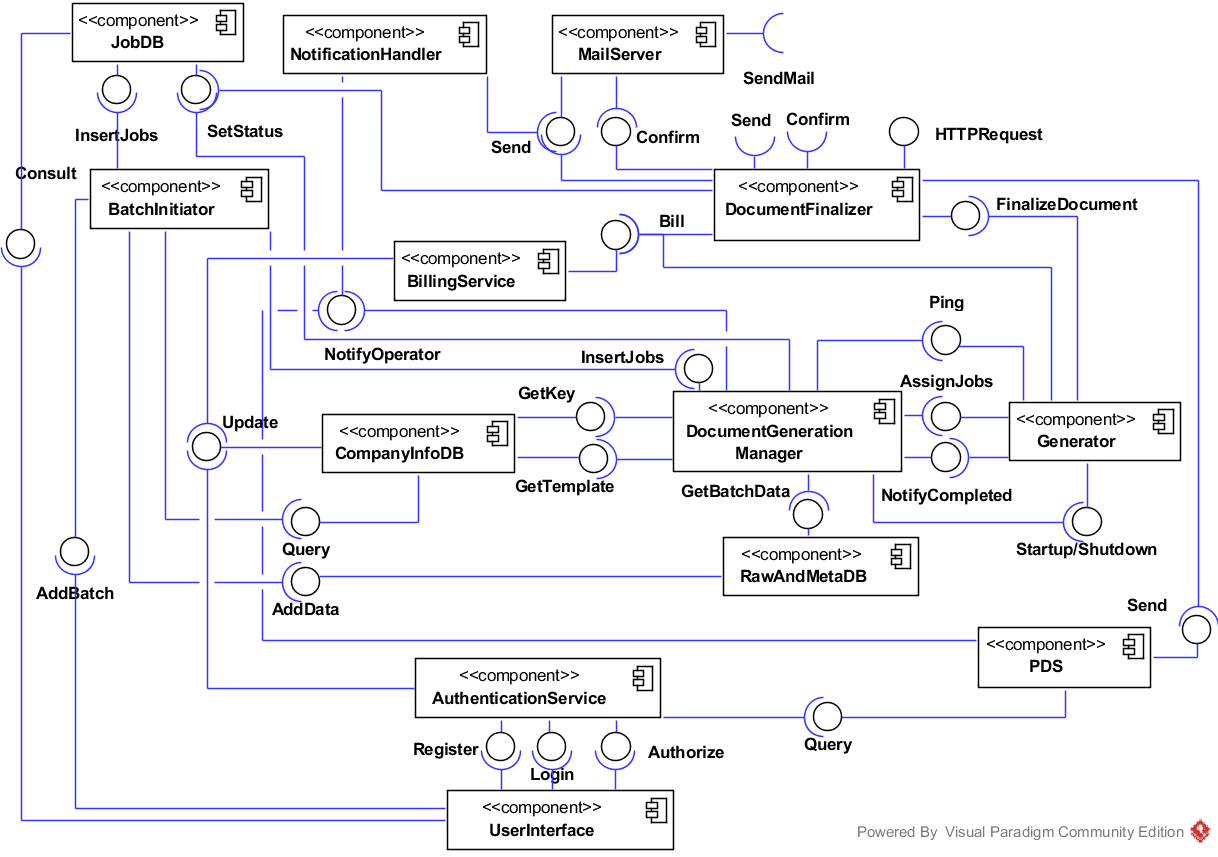 <<component>>
JobDB
<<component>>
NotificationHandler
<<component>>
MailServer
SendMail
InsertJobs
SetStatus
Send
Confirm
Send
Confirm
HTTPRequest
Consult
<<component>>
BatchInitiator
<<component>>
DocumentFinalizer
FinalizeDocument
Bill
<<component>>
BillingService
Ping
NotifyOperator
InsertJobs
GetKey
AssignJobs
Update
<<component>>
CompanyInfoDB
<<component>>
DocumentGeneration
Manager
<<component>>
Generator
GetTemplate
GetBatchData
NotifyCompleted
Query
Startup/Shutdown
<<component>>
RawAndMetaDB
AddBatch
AddData
Send
<<component>>
PDS
<<component>>
AuthenticationService
Query
Register
Login
Authorize
<<component>>
UserInterface
Powered By Visual Paradigm Community Edition